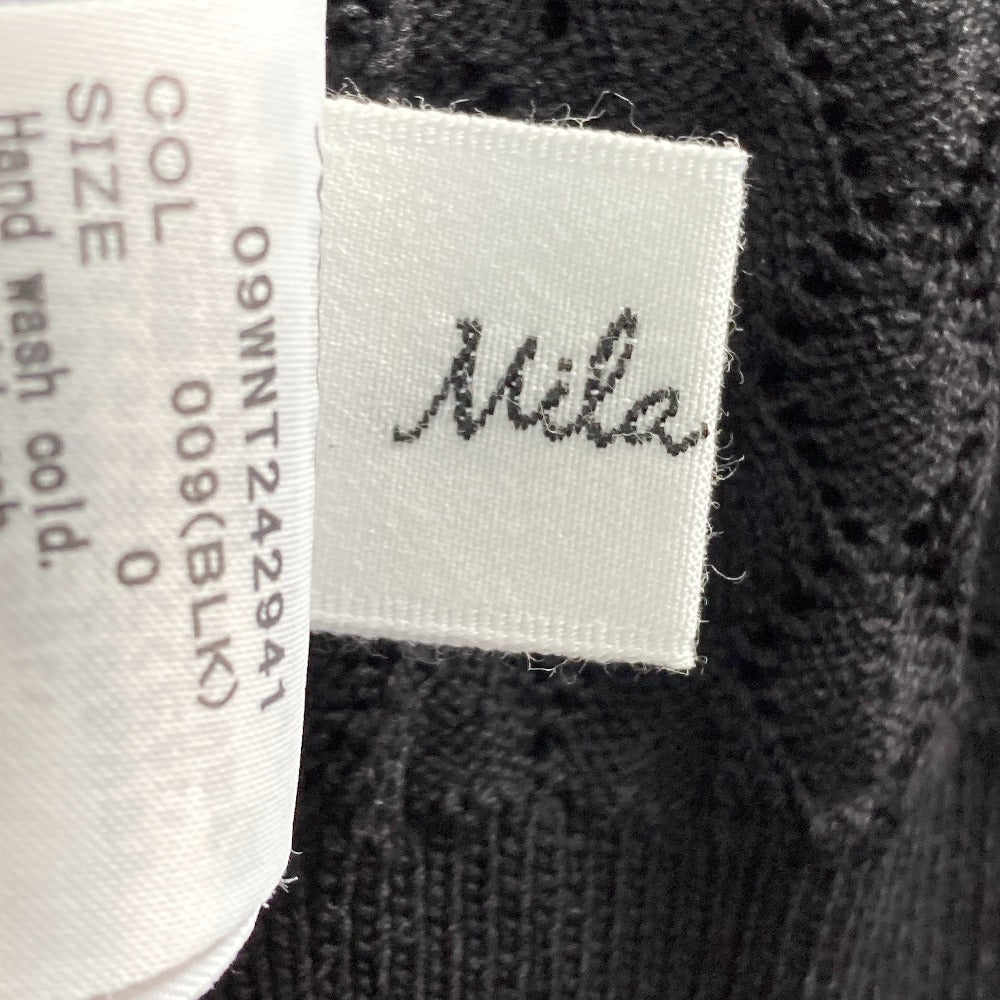 Mila
09WNT242941
COL 009(BLK)
SIZE 0
Hand wash cold.